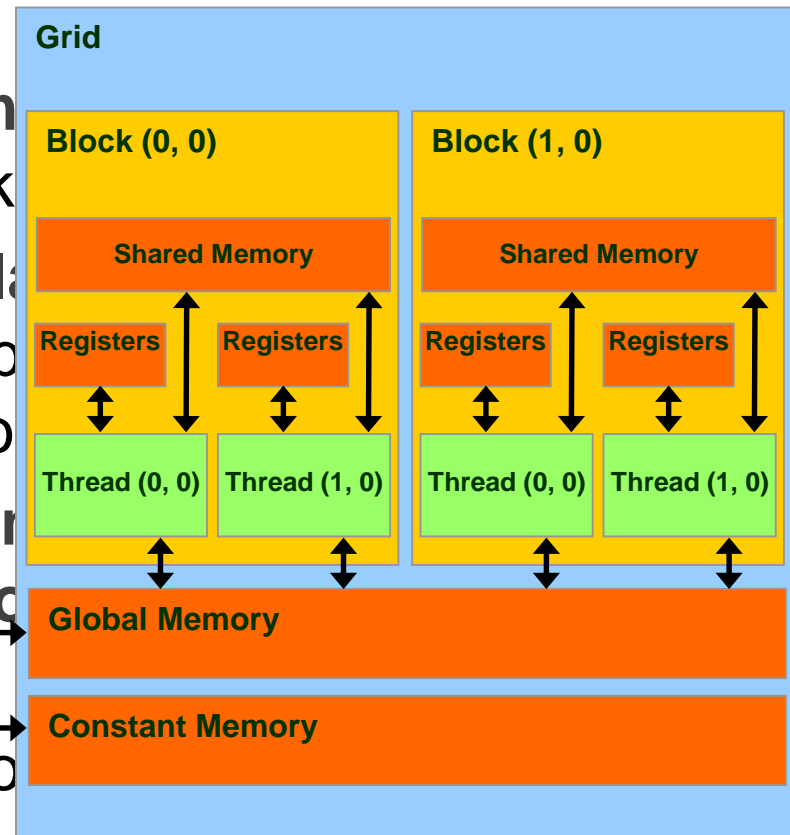 Grid
Block (0, 0) Block (1, 0)
Shared Memory Shared Memory
Registers Registers Registers Registers
Thread (0, 0) Thread (1, 0) Thread (0, 0) Thread (1, 0)
Global Memory
Constant Memory